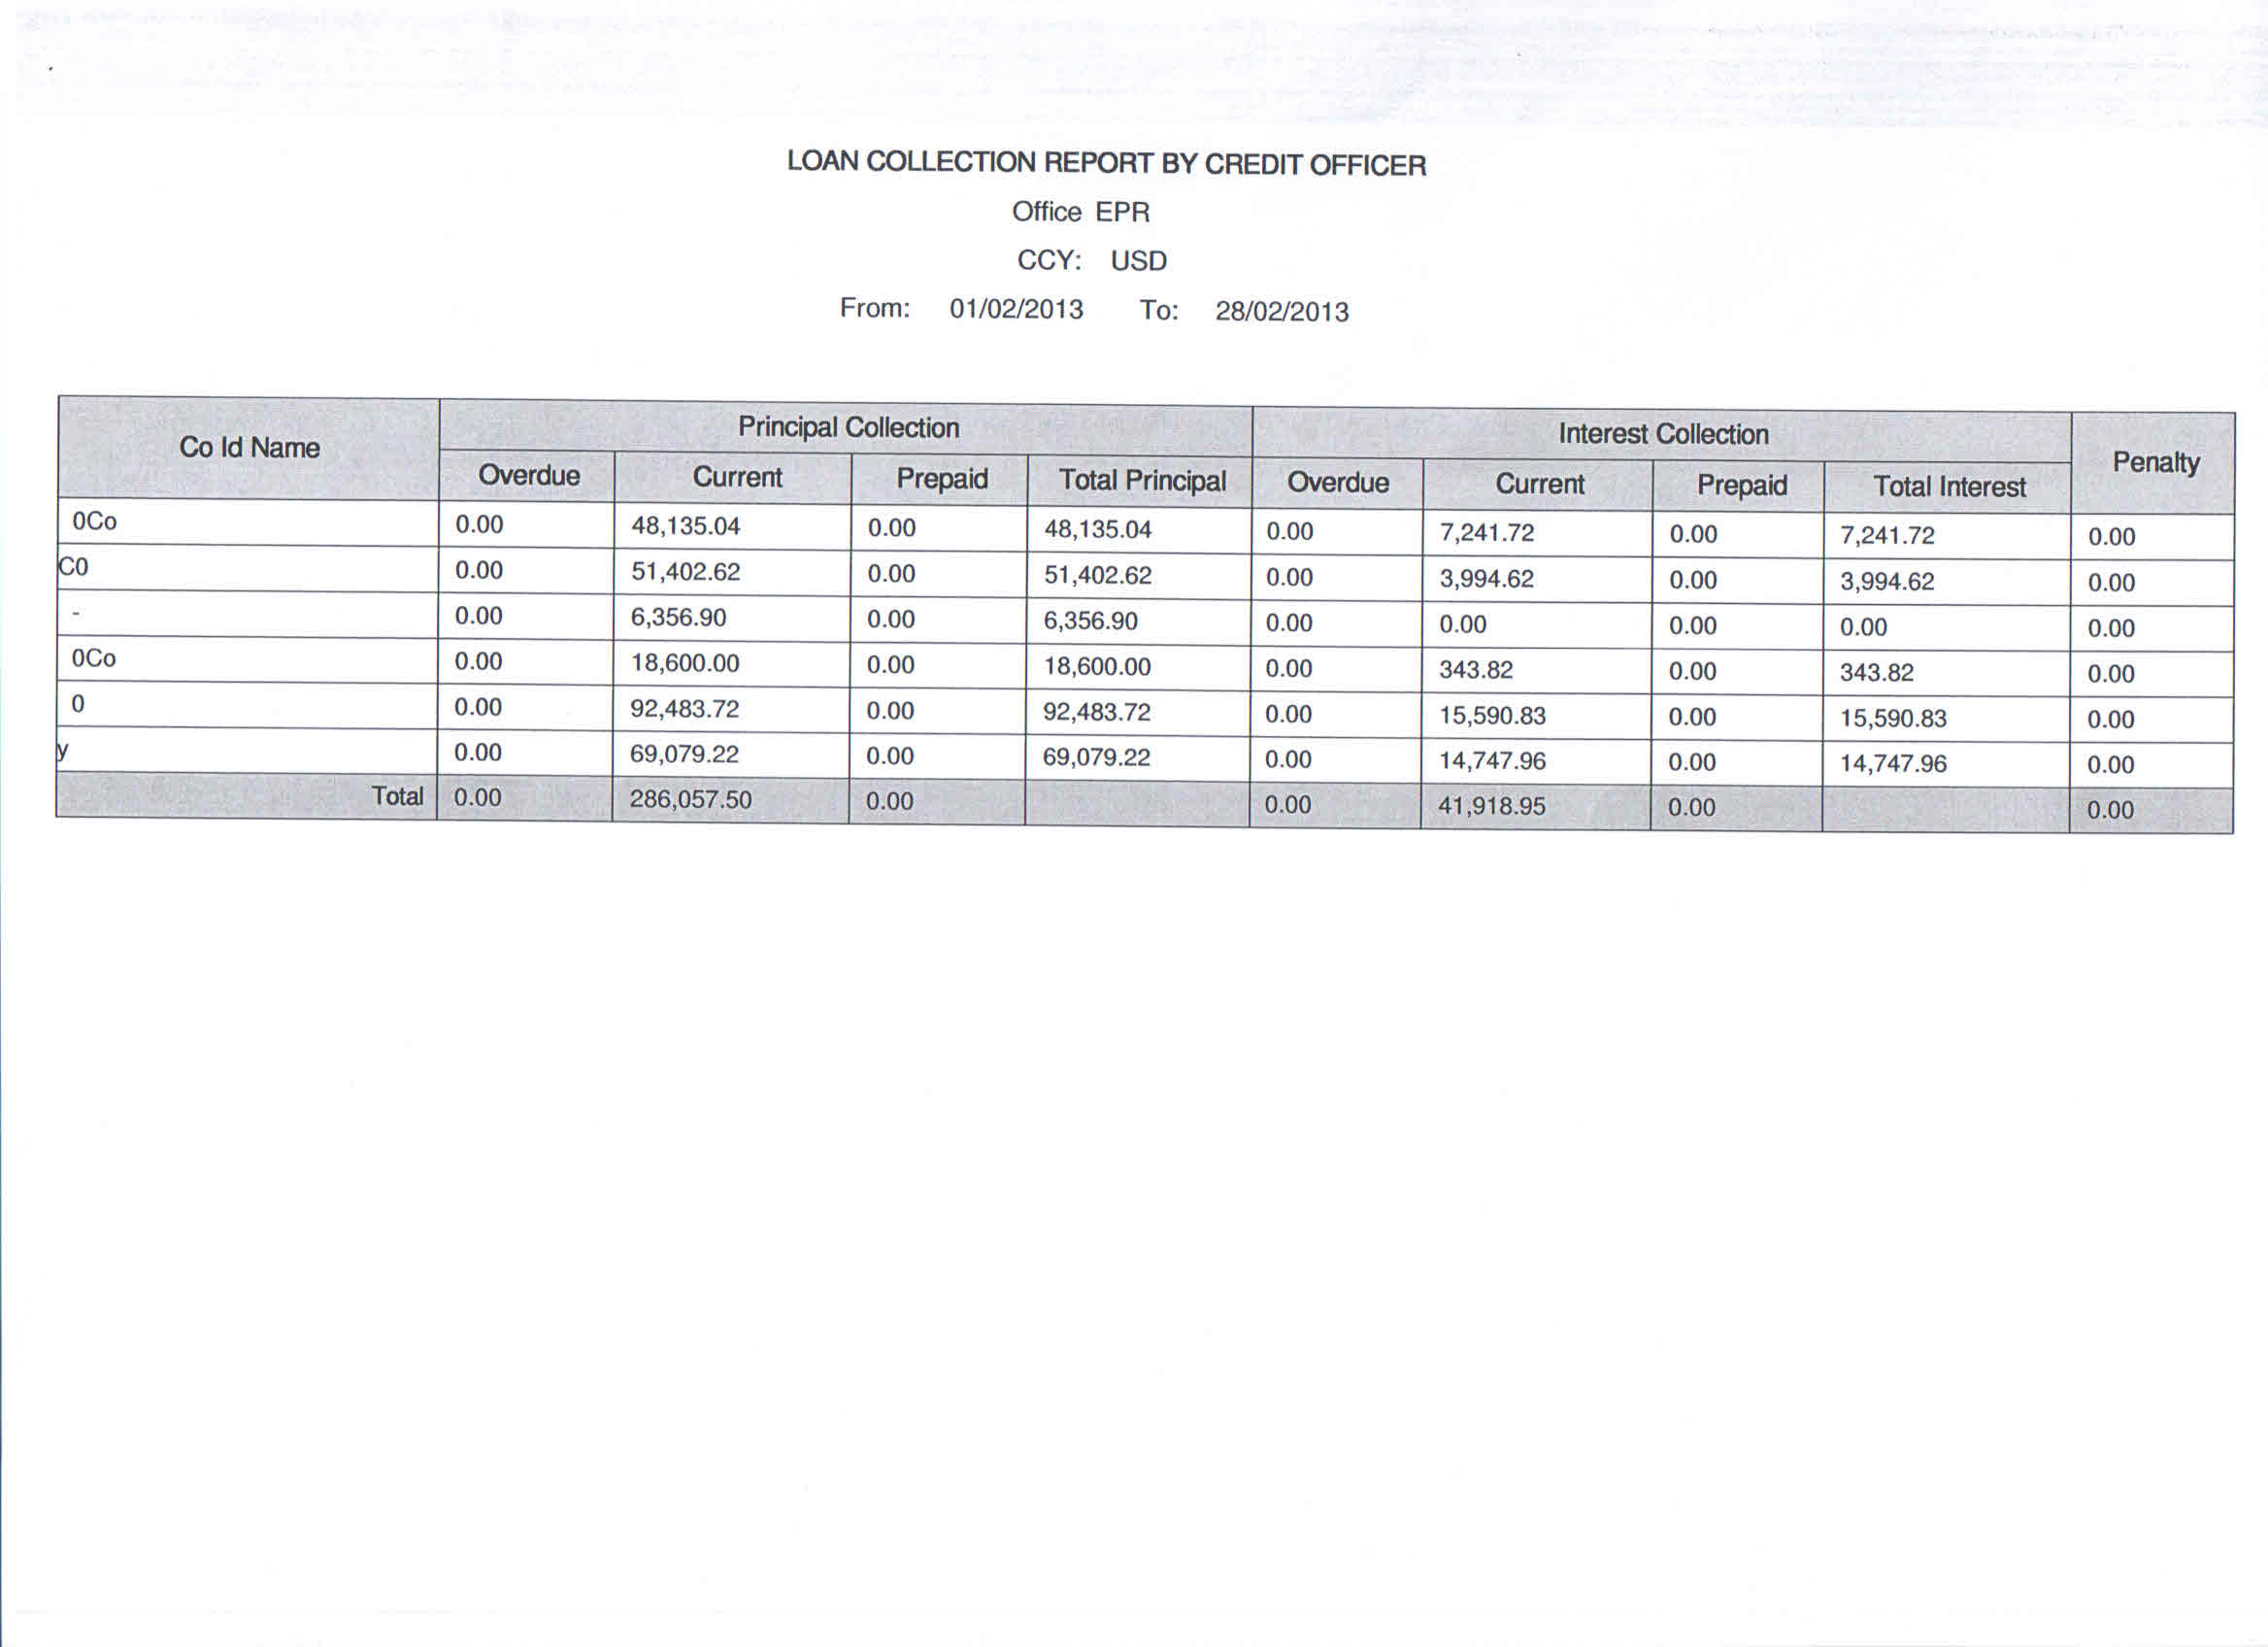 LOAN COLLECTION REPORT BY CREDIT OFFICER
Office EPR
CCY: USD
From: 01/02/2013 To: 28/02/2013
Co Id Name Principal Collection Interest Collection Penalty
Overdue Current Prepaid Total Principal Overdue Current Prepaid Total Interest
0Co 0.00 48,135.04 0.00 48,135.04 0.00 7,241.72 0.00 7,241.72 0.00
C0 0.00 51,402.62 0.00 51,402.62 0.00 3,994.62 0.00 3,994.62 0.00
- 0.00 6,356.90 0.00 6,356.90 0.00 0.00 0.00 0.00 0.00
0Co 0.00 18,600.00 0.00 18,600.00 0.00 343.82 0.00 343.82 0.00
0 0.00 92,483.72 0.00 92,483.72 0.00 15,590.83 0.00 15,590.83 0.00
y 0.00 69,079.22 0.00 69,079.22 0.00 14,747.96 0.00 14,747.96 0.00
Total 0.00 286,057.50 0.00 0.00 41,918.95 0.00 0.00